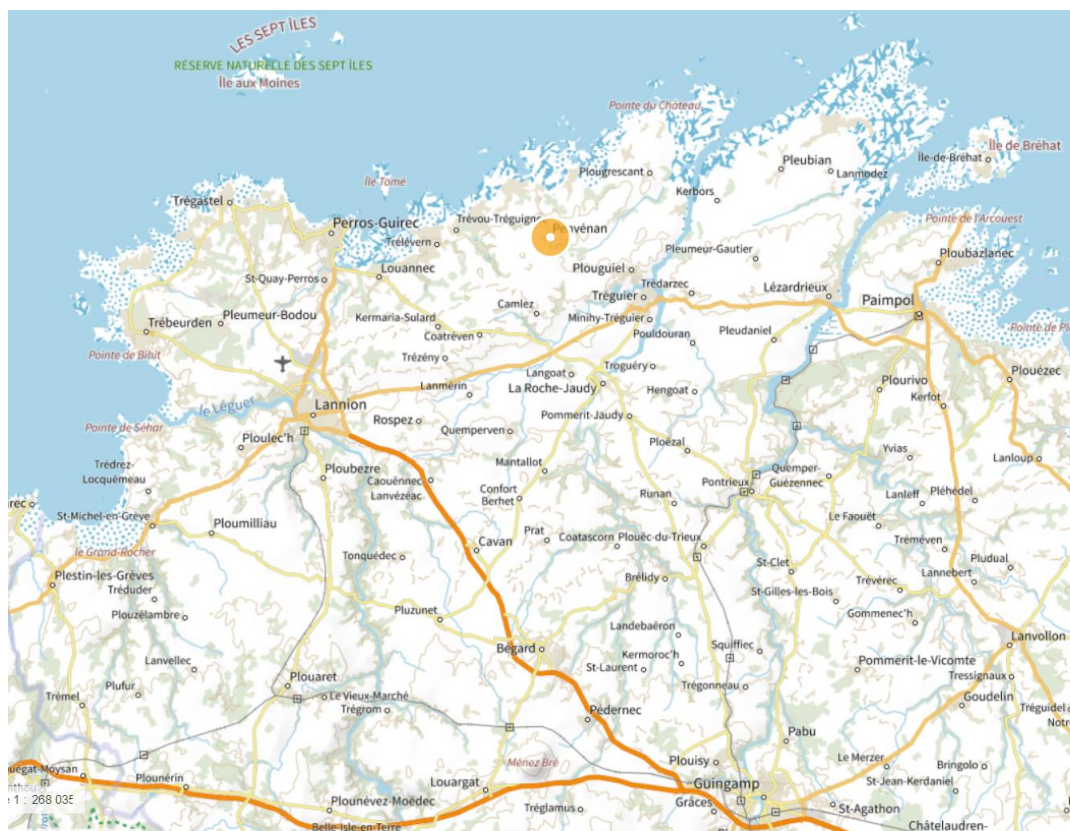 LES SEPT ÎLES
RÉSERVE NATURELLE DES SEPT ÎLES
Île aux Moines
Pointe du Château
Île de Bréhat
Île-de-Bréhat
Pleubian
Lanmodez
Plougrescant
Kerbors
Île Tomé
Trégastel
Perros-Guirec
Trévou-Tréguignec
Penvénan
Trélévern
Pointe de l'Arcouest
Ploubazlanec
Pleumeur-Gautier
Louannec
St-Quay-Perros
Plouguiel
Tredarzec
Lézardrieux
Tréguier
Paimpol
Camlez
Trébeurden
Pleumeur-Bodou
Kermaria-Sulard
Minihy-Tréguier
Coatréven
Pouldouran
Pleudaniel
Pointe de Bihit
Trézény
Troguéry
Langoat
Lanmérin
La Roche-Jaudy
Hengoat
Plourivo
Plouézec
Kerfot
le Léguer
Lannion
Pommerit-Jaudy
Pointe de Séhar
Rospez
Quemperven
Ploulec'h
Ploëzal
Yvias
Lanloup
Trédrez-
Locquémeau
Ploubezre
Mantallot
Quemper-
Guézennec
Caouënnec
Lanvézéac
Pontrieux
Confort
Berhet
Runan
Lanleff
Pléhédel
St-Michel-en-Grève
Ploumilliau
Le Faouët
Prat
Coatascorn
Plouëc-du-Trieux
Cavan
Tréméven
le Grand-Rocher
Tonquédec
Pludual
St-Clet
Plestin-les-Grèves
Tréduder
Brélidy
Trévérec
Lannebert
St-Gilles-les-Bois
Plouzélambre
Pluzunet
Gommenec'h
Landebaëron
Lanvollon
Bégard
Squiffiec
Kermoroc'h
Lanvellec
St-Laurent
Pommerit-le-Vicomte
Tressignaux
Plufur
Plouaret
Trégonneau
Trémel
Le Vieux-Marché
Trégrom
Goudelin
Tréguidel
Pédernec
Pabu
Ménez Bré
Plouisy
Le Merzer
Plounérin
Louargat
Guingamp
Bringolo
St-Jean-Kerdaniel
Plounévez-Moëdec
Grâces
Tréglamus
St-Agathon
Belle-Isle-en-Terre
Châtelaudren-
1 : 268 035